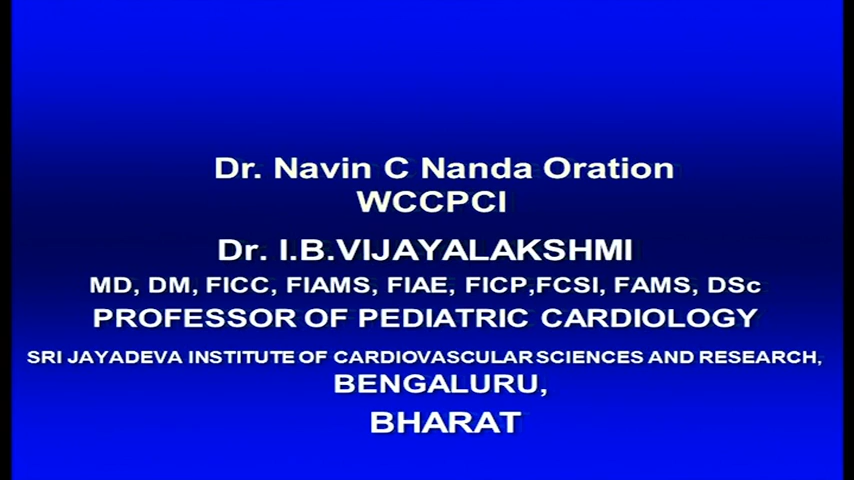 Dr. Navin C Nanda Oration
WCCPCI
Dr. I.B.VIJAYALAKSHMI
MD, DM, FICC, FIAMS, FIAE, FICP,FCSI, FAMS, DSc
PROFESSOR OF PEDIATRIC CARDIOLOGY
SRI JAYADEVA INSTITUTE OF CARDIOVASCULAR SCIENCES AND RESEARCH,
BENGALURU,
BHARAT